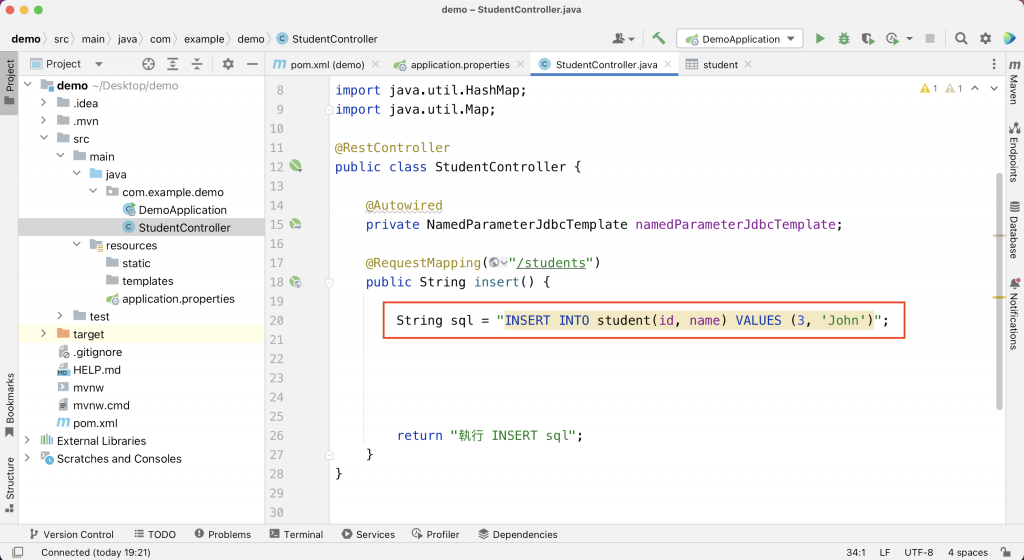 demo – StudentController.java
demo src main java com example demo StudentController
DemoApplication
Project
pom.xml (demo)
application.properties
StudentController.java
student
Project
demo ~/Desktop/demo
.idea
.mvn
src
main
java
com.example.demo
DemoApplication
StudentController
resources
static
templates
application.properties
test
target
.gitignore
HELP.md
mvnw
mvnw.cmd
pom.xml
External Libraries
Scratches and Consoles
Bookmarks
Structure
1 1
8 import java.util.HashMap;
9 import java.util.Map;
10
11 @RestController
12 public class StudentController {
13
14 @Autowired
15 private NamedParameterJdbcTemplate namedParameterJdbcTemplate;
16
17 @RequestMapping("/students")
18 public String insert() {
19
20 String sql = "INSERT INTO student(id, name) VALUES (3, 'John')";
21
22
23
24
25
26 return "執行 INSERT sql";
27 }
28 }
29
30
Maven
Endpoints
Database
Notifications
Version Control TODO Problems Terminal Services Profiler Dependencies
Connected (today 19:21) 34:1 LF UTF-8 4 spaces